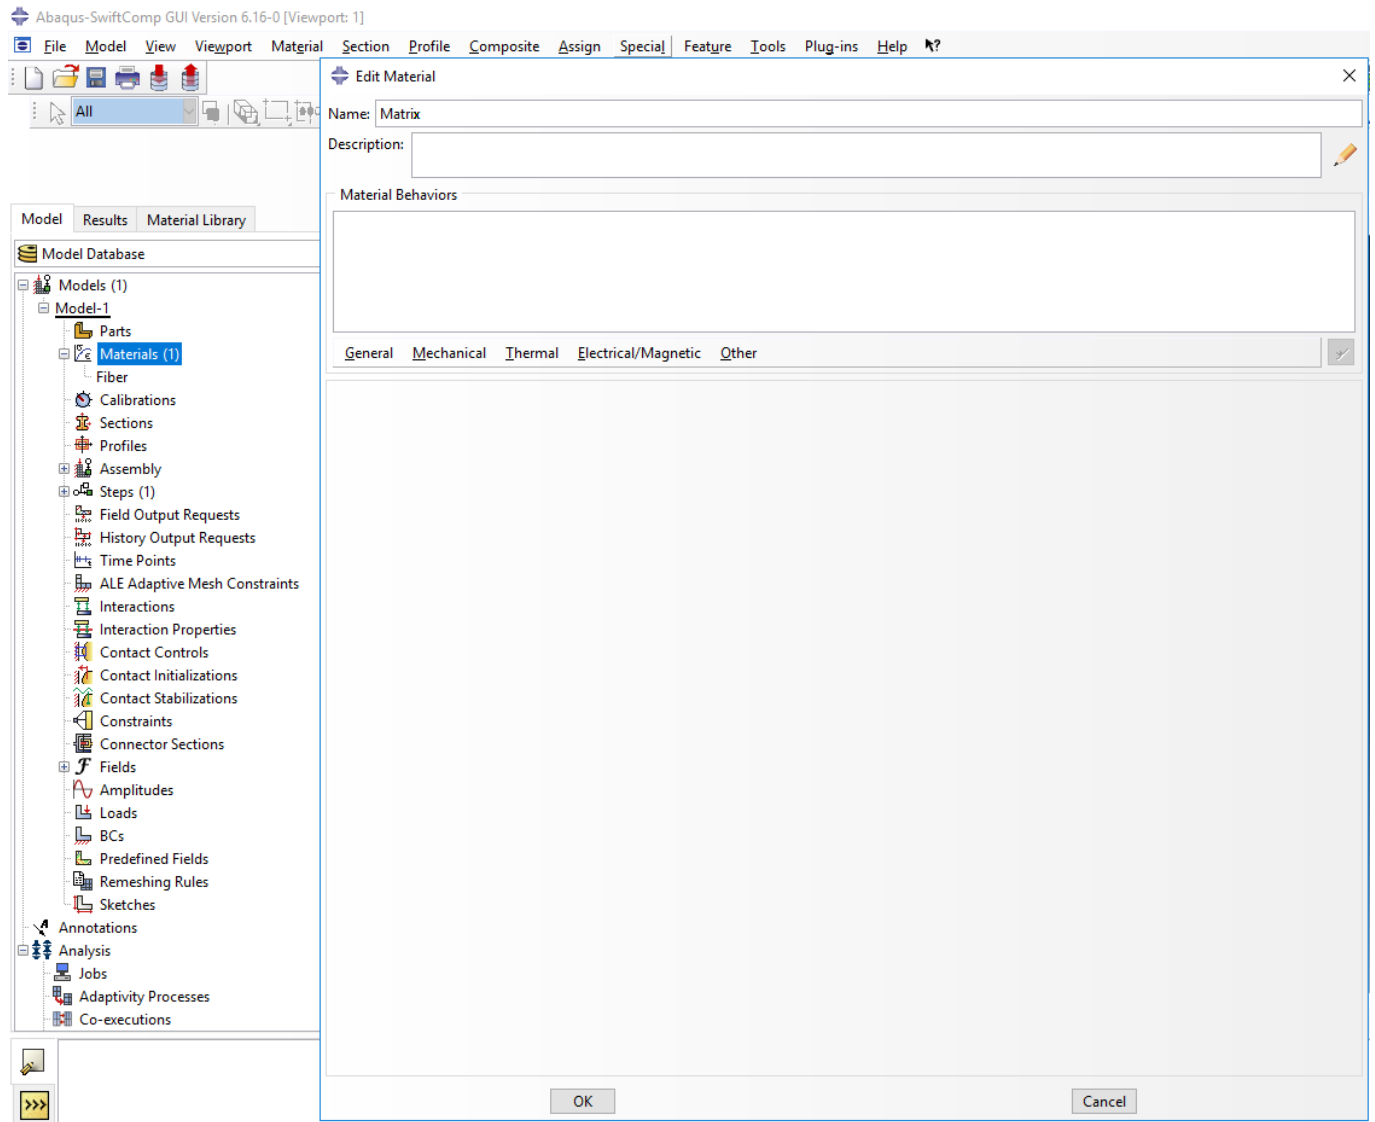 Abaqus-SwiftComp GUI Version 6.16-0 [Viewport: 1]
File Model View Viewport Material Section Profile Composite Assign Special Feature Tools Plug-ins Help
Edit Material
All
Name: Matrix
Description:
Material Behaviors
Model Results Material Library
Model Database
Models (1)
Model-1
Parts
Materials (1)
Fiber
Calibrations
Sections
Profiles
Assembly
Steps (1)
Field Output Requests
History Output Requests
Time Points
ALE Adaptive Mesh Constraints
Interactions
Interaction Properties
Contact Controls
Contact Initializations
Contact Stabilizations
Constraints
Connector Sections
Fields
Amplitudes
Loads
BCs
Predefined Fields
Remeshing Rules
Sketches
Annotations
Analysis
Jobs
Adaptivity Processes
Co-executions
General Mechanical Thermal Electrical/Magnetic Other
OK Cancel